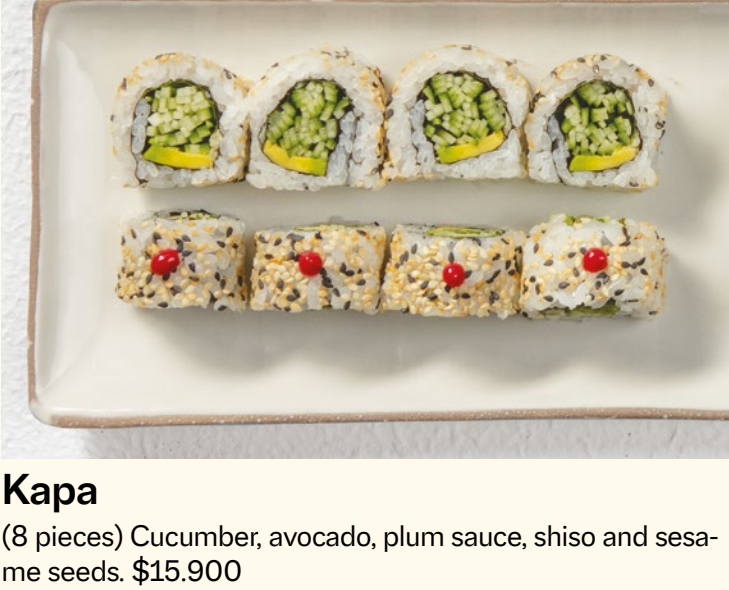 Kapa
(8 pieces) Cucumber, avocado, plum sauce, shiso and sesa-
me seeds. $15.900